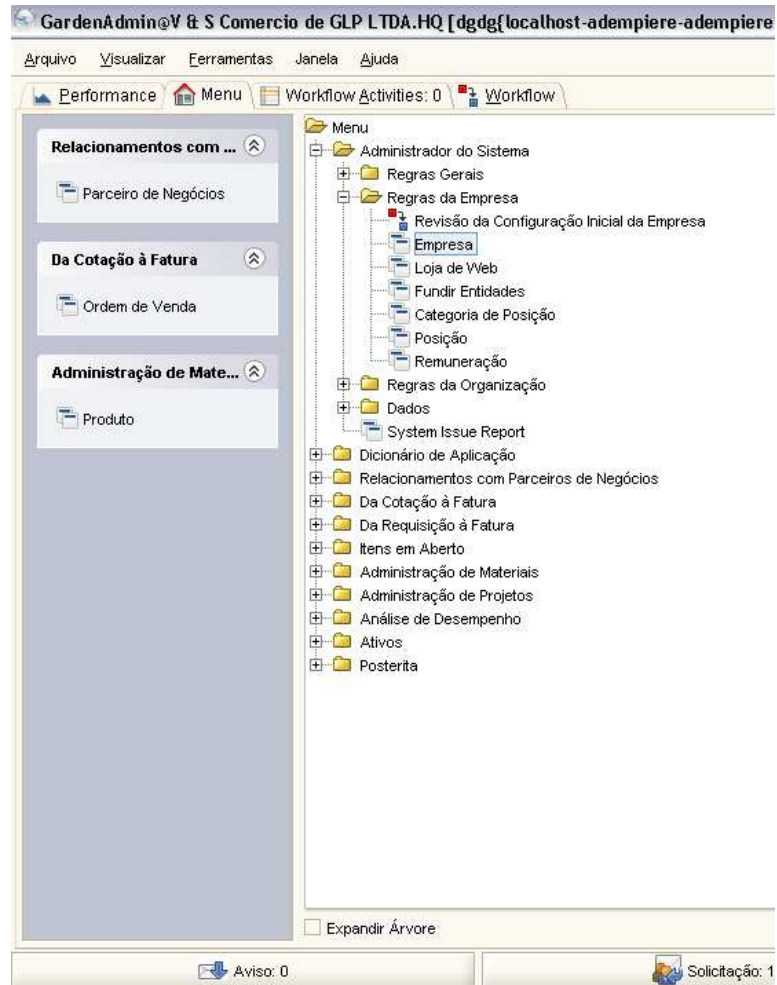 GardenAdmin@V & S Comercio de GLP LTDA.HQ [dgdg{localhost-adempiere-adempiere
Arquivo Visualizar Ferramentas Janela Ajuda
Performance Menu Workflow Activities: 0 Workflow
Relacionamentos com ...
Parceiro de Negócios
Da Cotação à Fatura
Ordem de Venda
Administração de Mate...
Produto
Menu
Administrador do Sistema
Regras Gerais
Regras da Empresa
Revisão da Configuração Inicial da Empresa
Empresa
Loja de Web
Fundir Entidades
Categoria de Posição
Posição
Remuneração
Regras da Organização
Dados
System Issue Report
Dicionário de Aplicação
Relacionamentos com Parceiros de Negócios
Da Cotação à Fatura
Da Requisição à Fatura
Itens em Aberto
Administração de Materiais
Administração de Projetos
Análise de Desempenho
Ativos
Posterita
Expandir Árvore
Aviso: 0
Solicitação: 1